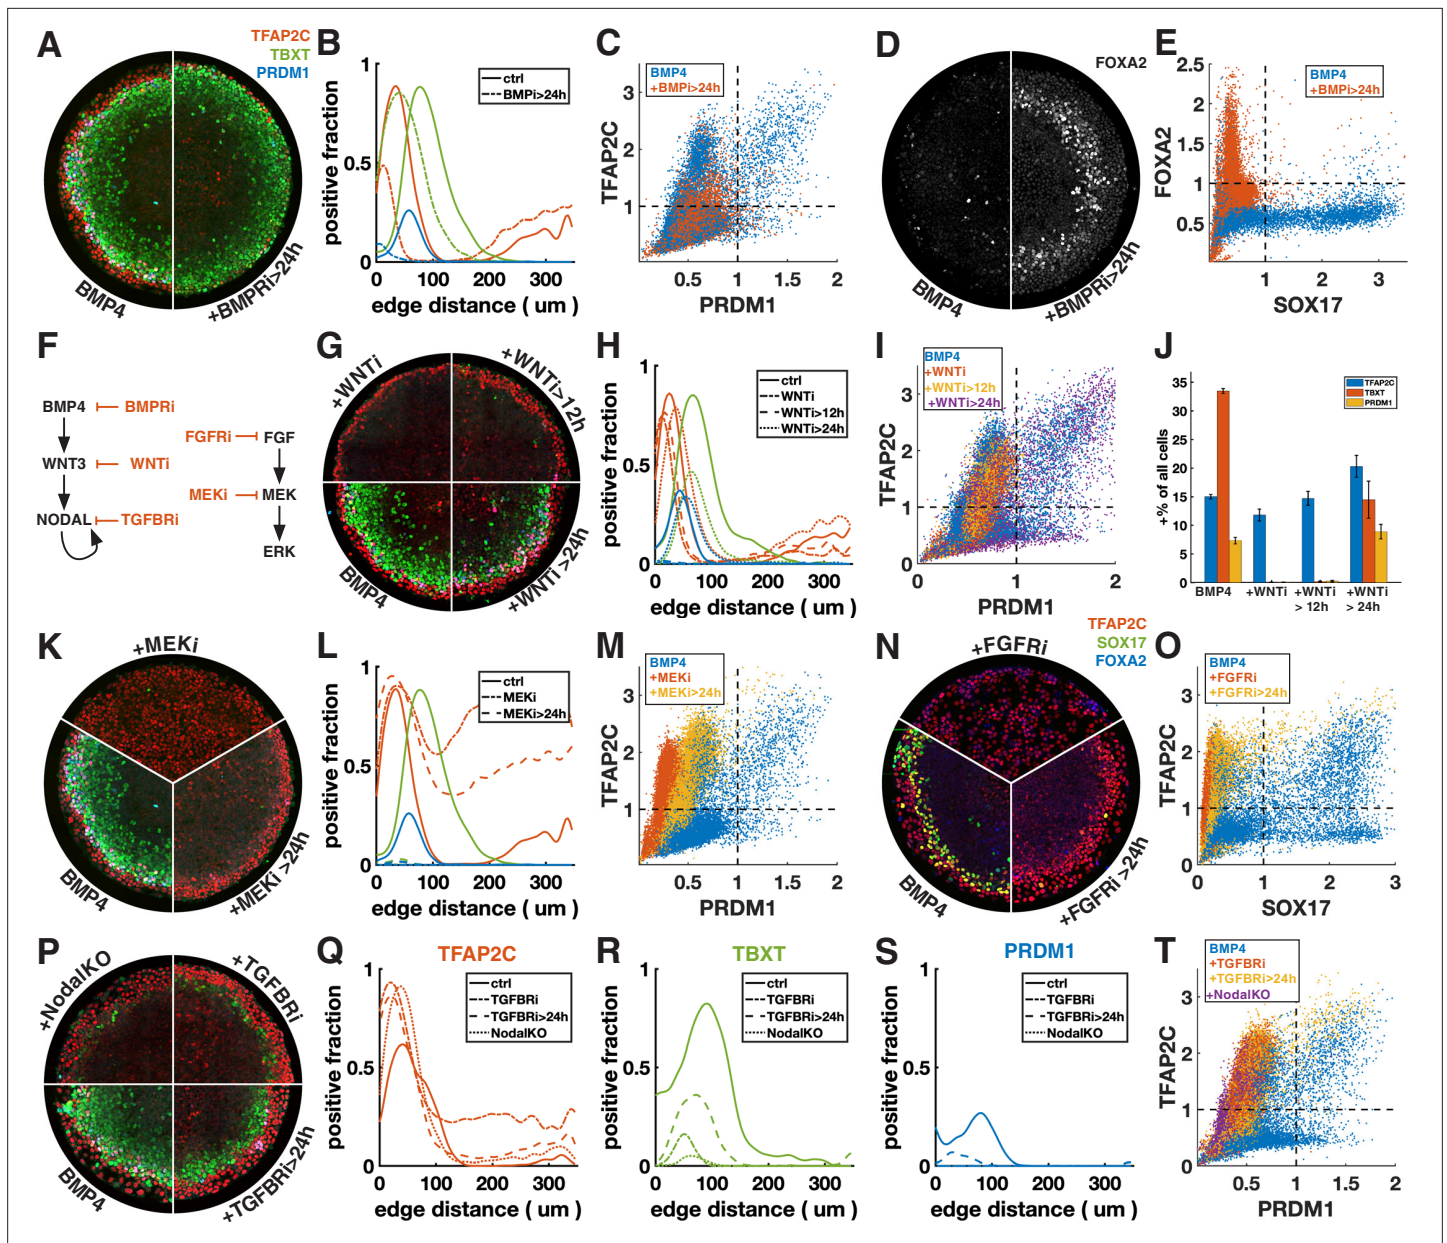 A
TFAP2C
TBXT
PRDM1
BMP4
+BMPRi>24h
B
positive fraction
1
0.5
0
0 100 200 300
edge distance ( um )
ctrl
BMPi>24h
C
TFAP2C
3
2
1
0.5 1 1.5 2
PRDM1
BMP4
+BMPi>24h
D
FOXA2
BMP4
+BMPRi>24h
E
FOXA2
2.5
2
1.5
1
0.5
0 1 2 3
SOX17
BMP4
+BMPi>24h
F
BMP4
BMPRi
FGFRi
FGF
WNT3
WNTi
MEKi
MEK
NODAL
TGFBRi
ERK
G
+WNTi
+WNTi>12h
BMP4
+WNTi>24h
H
positive fraction
1
0.5
0
0 100 200 300
edge distance ( um )
ctrl
WNTi
WNTi>12h
WNTi>24h
I
TFAP2C
3
2
1
0
0 1 2
PRDM1
BMP4
+WNTi
+WNTi>12h
+WNTi>24h
J
+% of all cells
35
30
25
20
15
10
5
0
TFAP2C
TBXT
PRDM1
BMP4 +WNTi +WNTi +WNTi
> 12h > 24h
K
+MEKi
BMP4
+MEKi >24h
L
positive fraction
1
0.5
0
0 100 200 300
edge distance ( um )
ctrl
MEKi
MEKi>24h
M
TFAP2C
3
2
1
0.5 1 1.5 2
PRDM1
BMP4
+MEKi
+MEKi>24h
N
TFAP2C
SOX17
FOXA2
+FGFRi
BMP4
+FGFRi >24h
O
TFAP2C
3
2
1
0
0 1 2 3
SOX17
BMP4
+FGFRi
+FGFRi>24h
P
+NodalKO
+TGFBRi
BMP4
+TGFBRi>24h
Q
TFAP2C
positive fraction
1
0.5
0
0 100 200 300
edge distance ( um )
ctrl
TGFBRi
TGFBRi>24h
NodalKO
R
TBXT
positive fraction
1
0.5
0
0 100 200 300
edge distance ( um )
ctrl
TGFBRi
TGFBRi>24h
NodalKO
S
PRDM1
positive fraction
1
0.5
0
0 100 200 300
edge distance ( um )
ctrl
TGFBRi
TGFBRi>24h
NodalKO
T
TFAP2C
3
2
1
0
0.5 1 1.5 2
PRDM1
BMP4
+TGFBRi
+TGFBRi>24h
+NodalKO